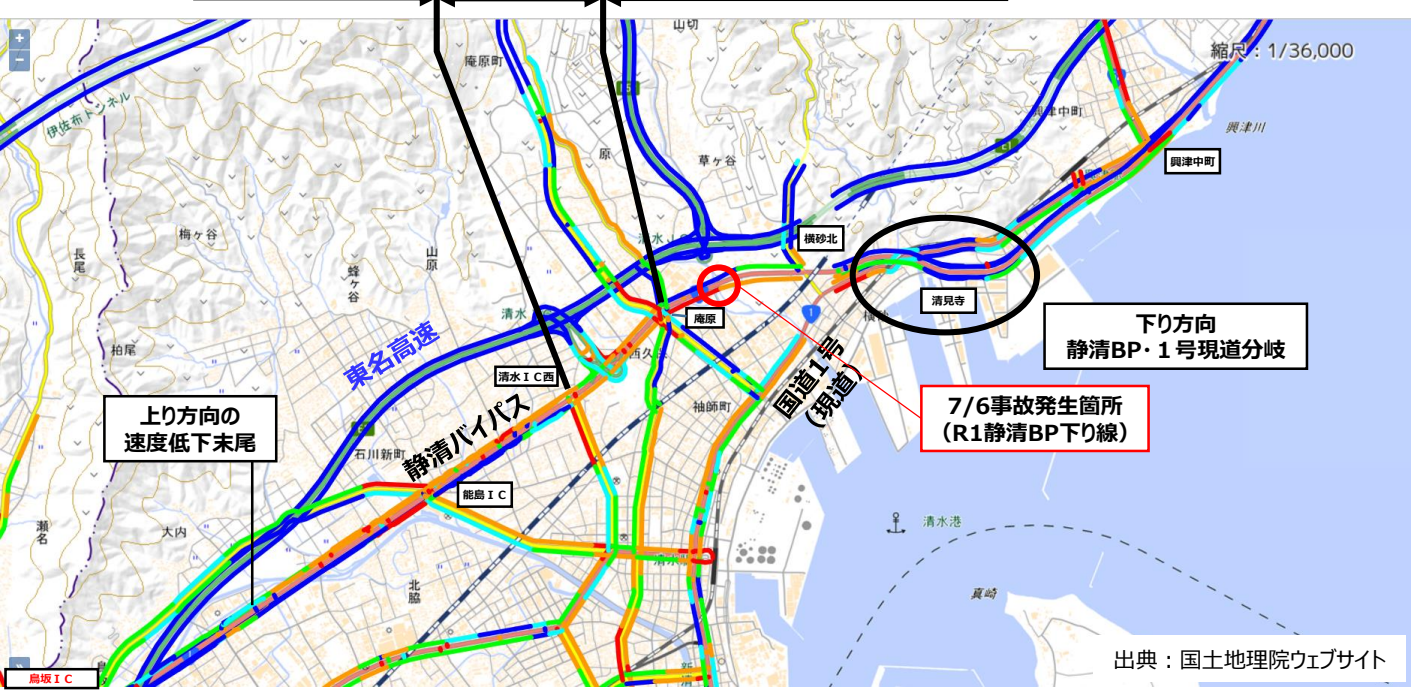 山切
縮尺：1/36,000
庵原町
伊佐布トンネル
興津中町
興津川
原
草ヶ谷
興津中町
梅ケ谷
長尾
山原
蜂ヶ谷
横砂北
清水
庵原
清見寺
横砂
下り方向
静清BP・１号現道分岐
柏尾
東名高速
西久保
清水ＩＣ西
国道1号
（現道）
1
袖師町
7/6事故発生箇所
（R1静清BP下り線）
上り方向の
速度低下末尾
静清バイパス
石川新町
能島ＩＣ
瀬名
大内
清水港
北脇
真崎
出典：国土地理院ウェブサイト
鳥坂ＩＣ